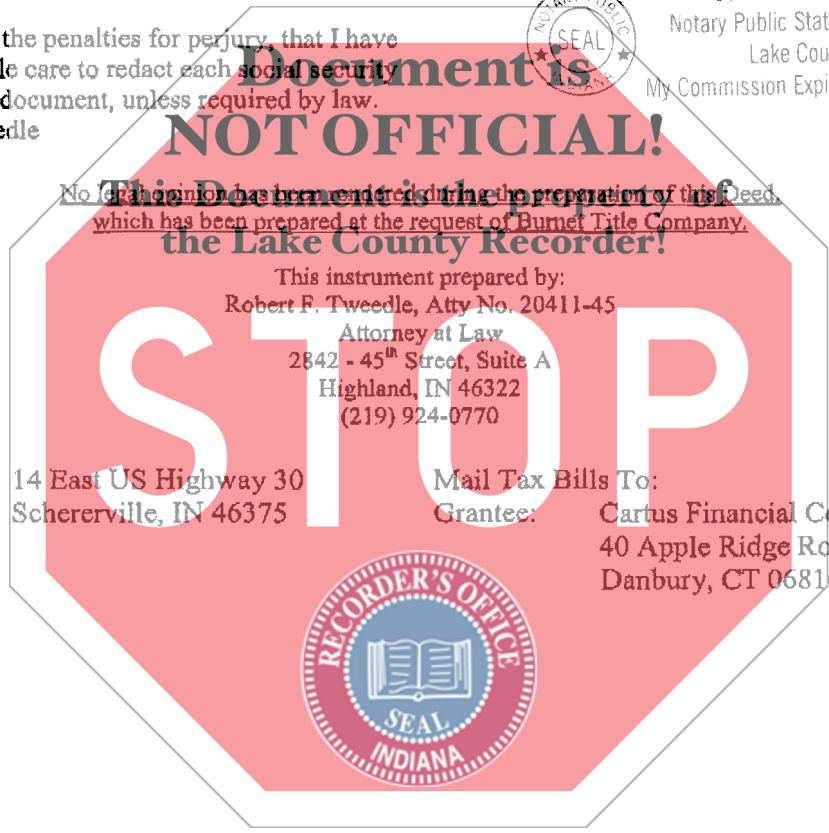 the penalties for perjury, that I have
le care to redact each social security
document, unless required by law.
edle
NOTARY PUBLIC
SEAL
INDIANA
Notary Public Stat
Lake Cou
My Commission Expi
Document is
NOT OFFICIAL!
This Document is the property of
the Lake County Recorder!
No legal opinion has been rendered during the preparation of this Deed,
which has been prepared at the request of Burnet Title Company.
This instrument prepared by:
Robert F. Tweedle, Atty No. 20411-45
Attorney at Law
2842 - 45th Street, Suite A
Highland, IN 46322
(219) 924-0770
STOP
14 East US Highway 30
Schererville, IN 46375
Mail Tax Bills To:
Grantee: Cartus Financial Co
40 Apple Ridge Ro
Danbury, CT 0681
RECORDER'S OFFICE
SEAL
INDIANA